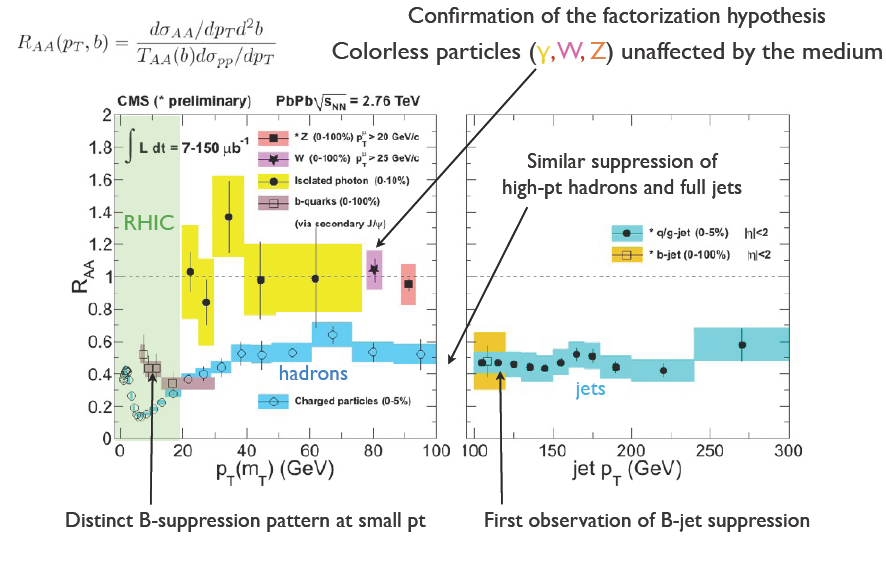 Confirmation of the factorization hypothesis
R_AA(p_T, b) = dσ_AA/dp_T d²b / T_AA(b)dσ_pp/dp_T
Colorless particles (γ, W, Z) unaffected by the medium
CMS (* preliminary) PbPb √s_NN = 2.76 TeV
∫ L dt = 7-150 μb⁻¹
* Z (0-100%) p_T^μ > 20 GeV/c
W (0-100%) p_T^μ > 25 GeV/c
Isolated photon (0-10%)
b-quarks (0-100%)
(via secondary J/ψ)
RHIC
R_AA
2
1.8
1.6
1.4
1.2
1
0.8
0.6
0.4
0.2
0
hadrons
Charged particles (0-5%)
0 20 40 60 80 100
p_T(m_T) (GeV)
Similar suppression of
high-pt hadrons and full jets
* q/g-jet (0-5%) |η|<2
* b-jet (0-100%) |η|<2
jets
100 150 200 250 300
jet p_T (GeV)
Distinct B-suppression pattern at small pt
First observation of B-jet suppression